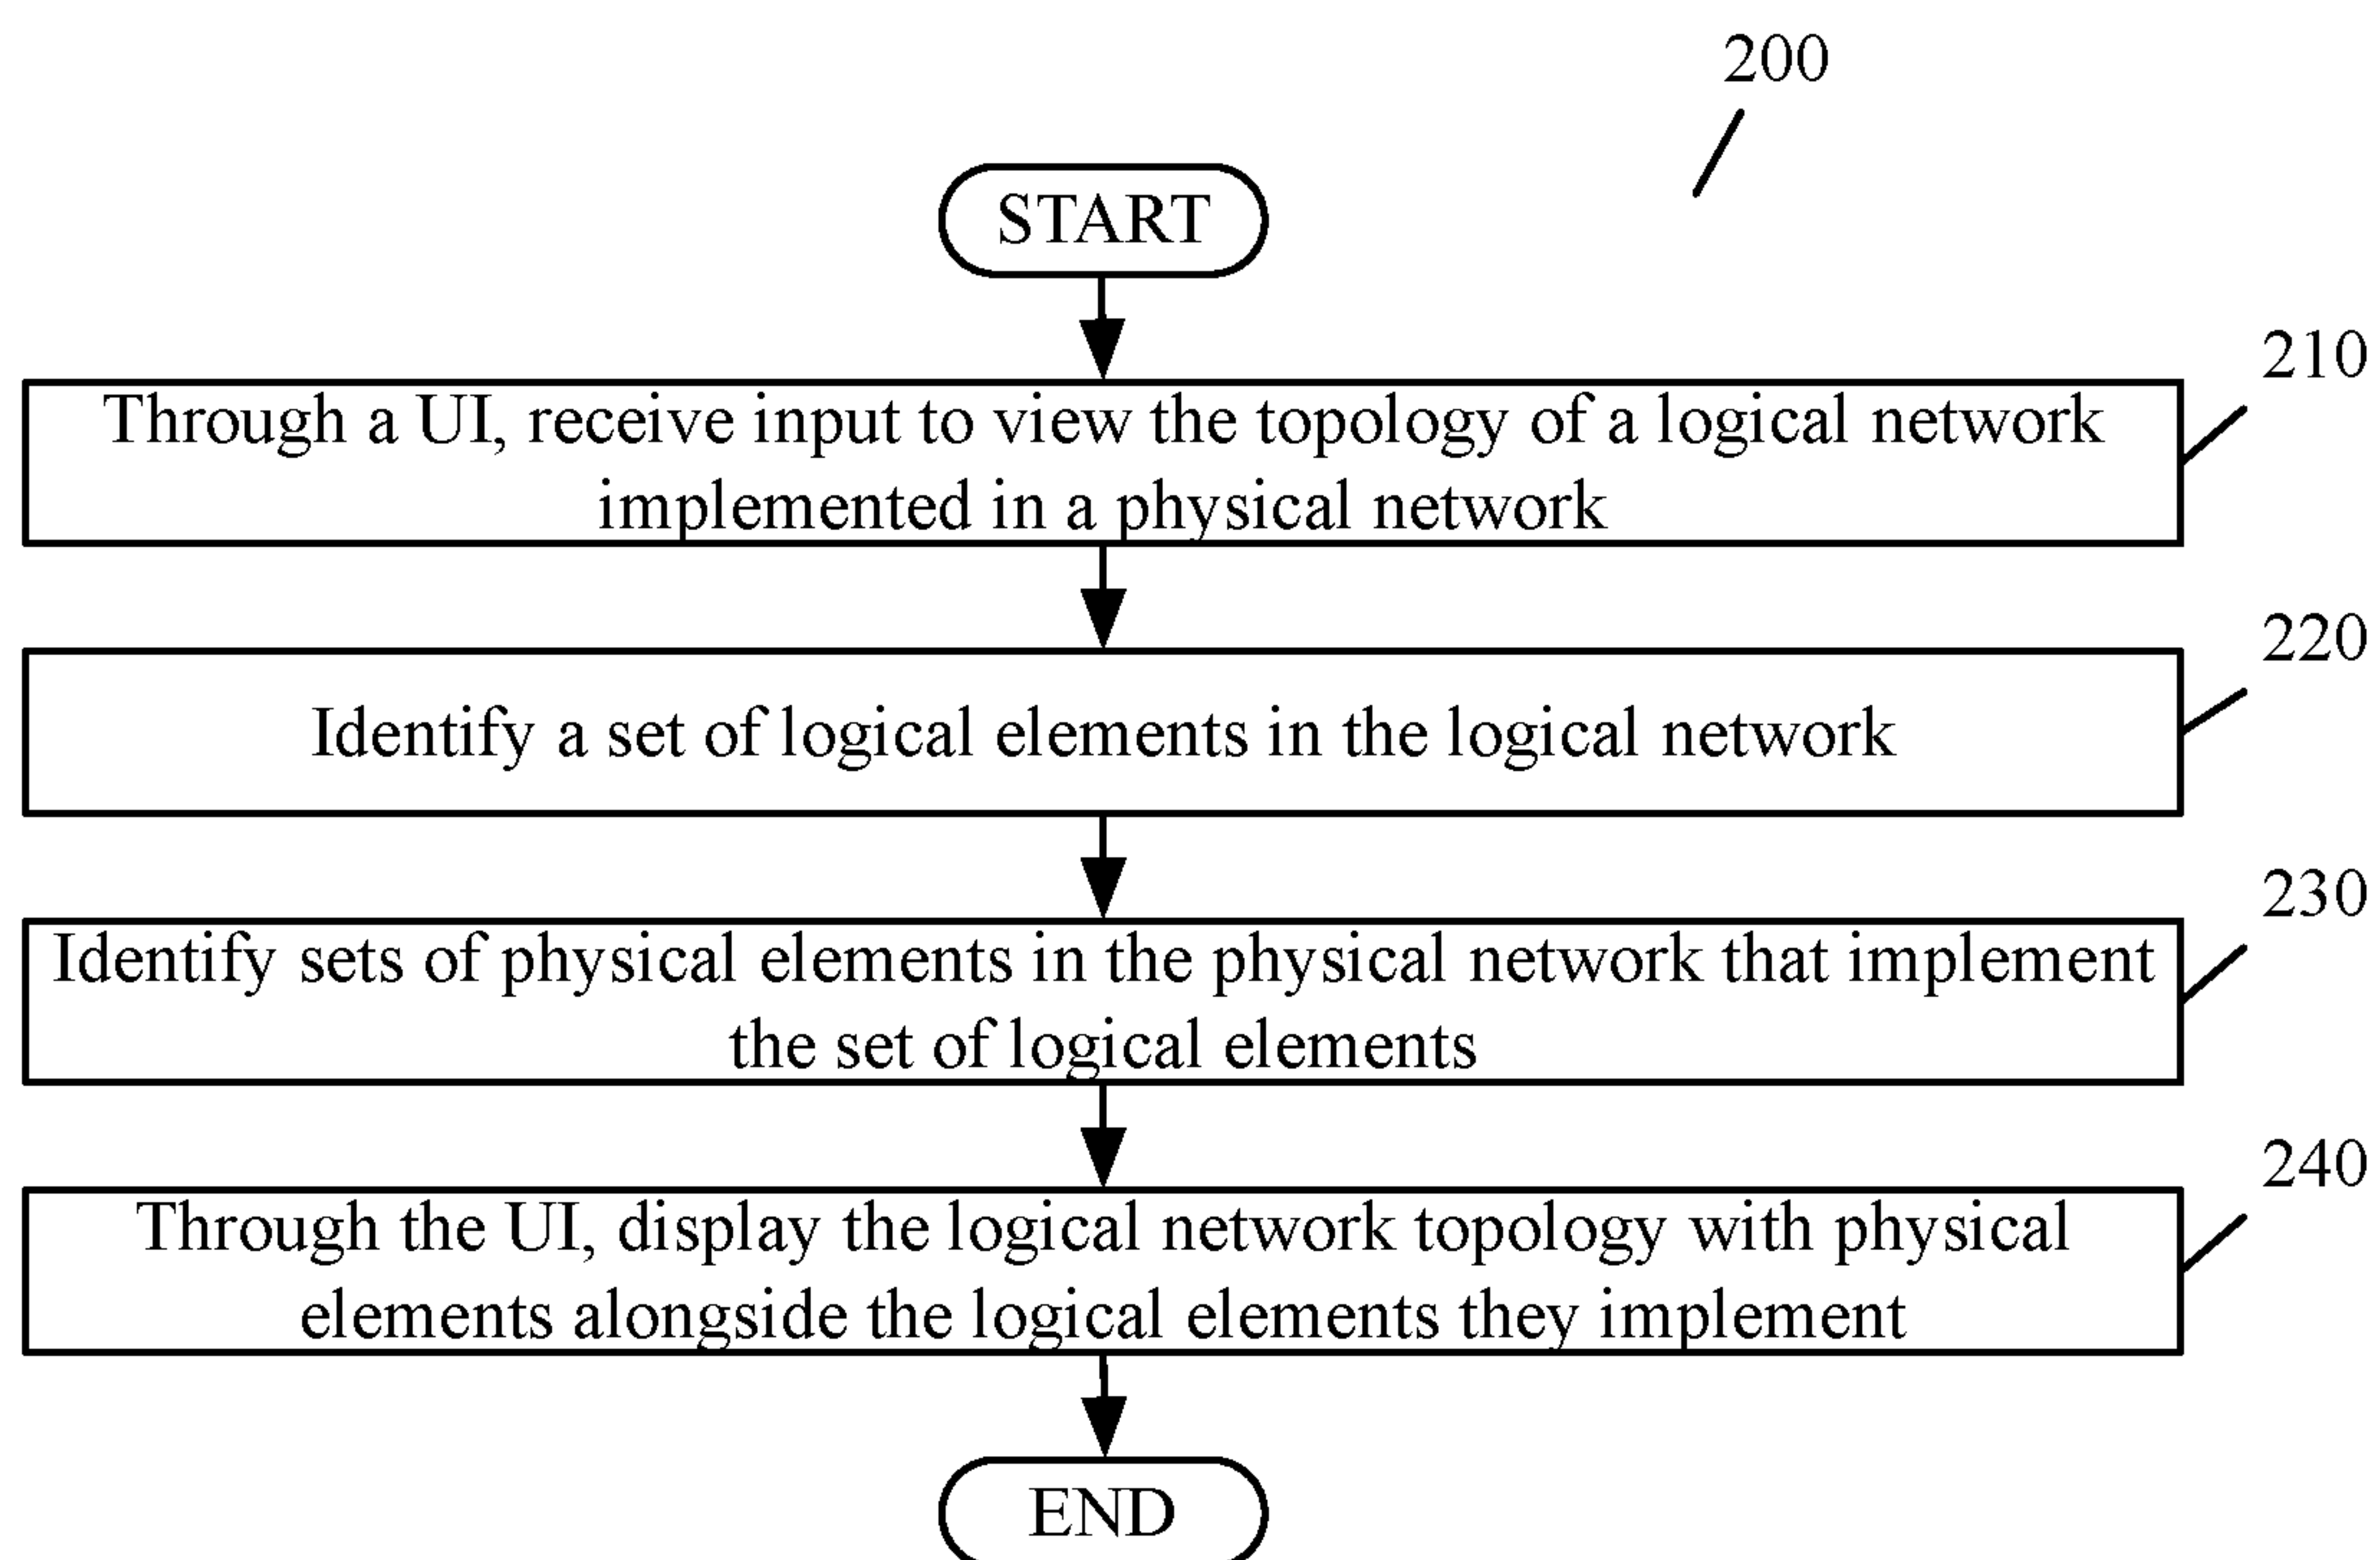 200
START
210
Through a UI, receive input to view the topology of a logical network
implemented in a physical network
220
Identify a set of logical elements in the logical network
230
Identify sets of physical elements in the physical network that implement
the set of logical elements
240
Through the UI, display the logical network topology with physical
elements alongside the logical elements they implement
END